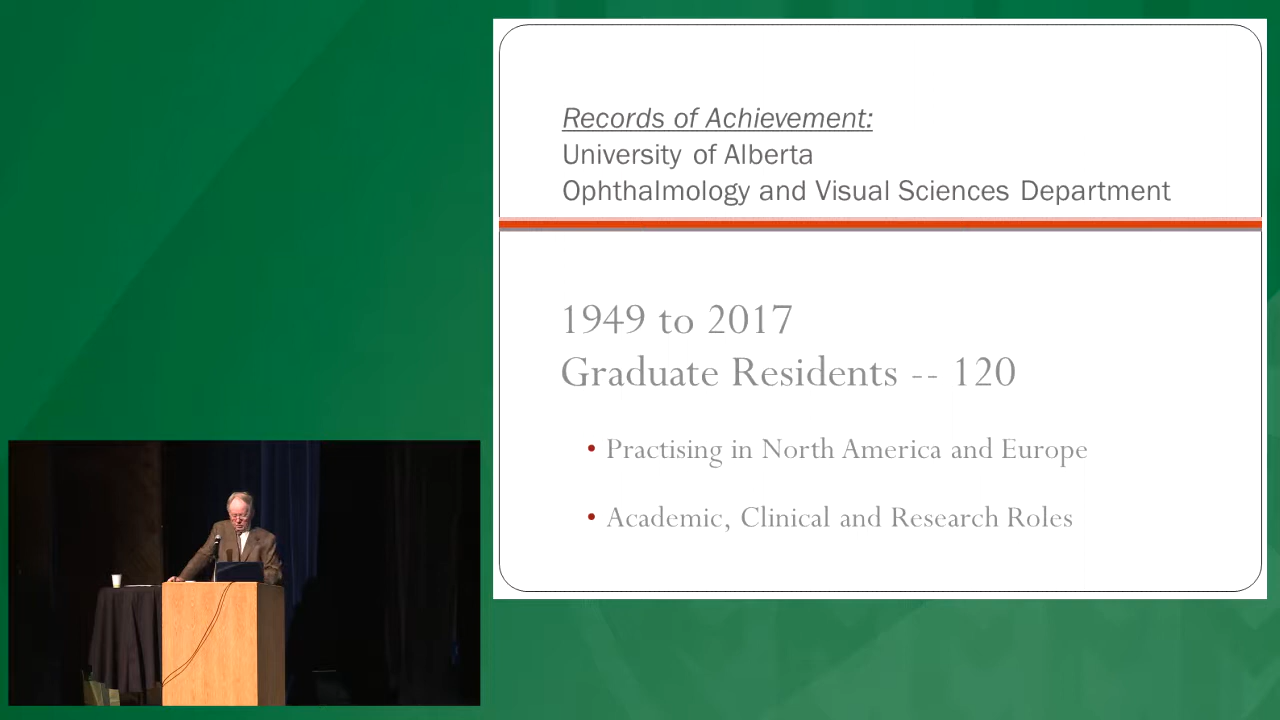 Records of Achievement:
University of Alberta
Ophthalmology and Visual Sciences Department
1949 to 2017
Graduate Residents -- 120
• Practising in North America and Europe
• Academic, Clinical and Research Roles